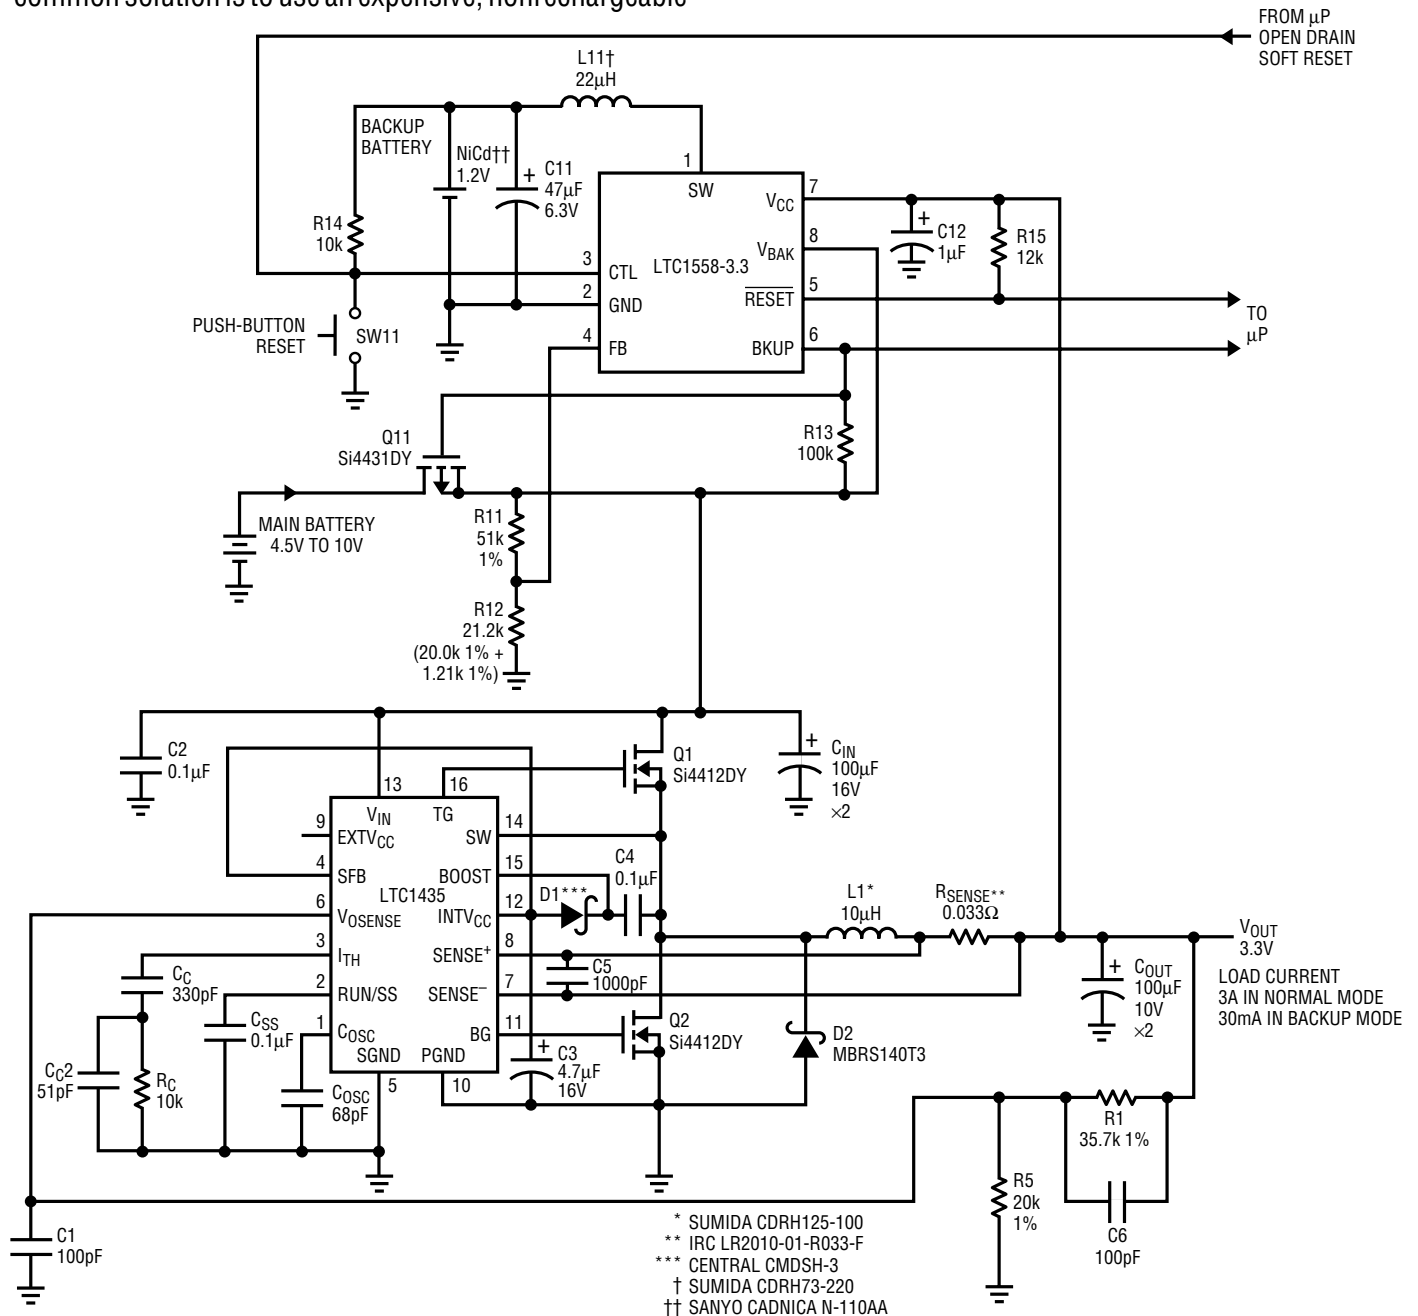 common solution is to use an expensive, nonrechargeable
FROM μP
OPEN DRAIN
SOFT RESET
L11†
22μH
BACKUP
BATTERY
NiCd††
1.2V
+
C11
47μF
6.3V
R14
10k
1
SW
LTC1558-3.3
3
CTL
2
GND
4
FB
VCC
7
VBAK
8
RESET
5
BKUP
6
+
C12
1μF
R15
12k
TO
μP
PUSH-BUTTON
RESET
SW11
Q11
Si4431DY
R13
100k
MAIN BATTERY
4.5V TO 10V
R11
51k
1%
R12
21.2k
(20.0k 1% +
1.21k 1%)
C2
0.1μF
Q1
Si4412DY
+
CIN
100μF
16V
×2
13
16
VIN
TG
9
EXTVCC
SW
14
4
SFB
BOOST
15
LTC1435
6
VOSENSE
INTVCC
12
3
ITH
SENSE+
8
2
RUN/SS
SENSE–
7
1
COSC
BG
11
SGND
PGND
5
10
C4
0.1μF
D1***
L1*
10μH
RSENSE**
0.033Ω
VOUT
3.3V
C5
1000pF
CC
330pF
CSS
0.1μF
CC2
51pF
RC
10k
COSC
68pF
+
C3
4.7μF
16V
Q2
Si4412DY
D2
MBRS140T3
+
COUT
100μF
10V
×2
LOAD CURRENT
3A IN NORMAL MODE
30mA IN BACKUP MODE
R1
35.7k 1%
R5
20k
1%
C6
100pF
C1
100pF
* SUMIDA CDRH125-100
** IRC LR2010-01-R033-F
*** CENTRAL CMDSH-3
† SUMIDA CDRH73-220
†† SANYO CADNICA N-110AA